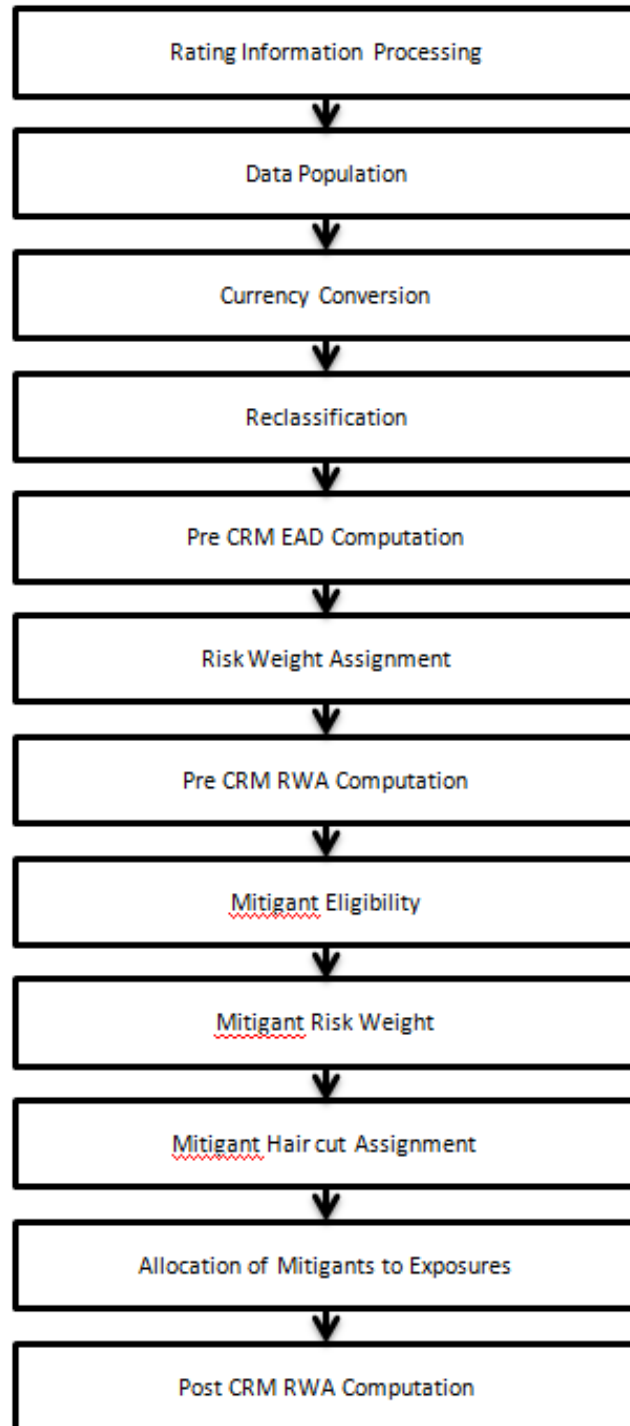 Rating Information Processing
Data Population
Currency Conversion
Reclassification
Pre CRM EAD Computation
Risk Weight Assignment
Pre CRM RWA Computation
Mitigant Eligibility
Mitigant Risk Weight
Mitigant Hair cut Assignment
Allocation of Mitigants to Exposures
Post CRM RWA Computation